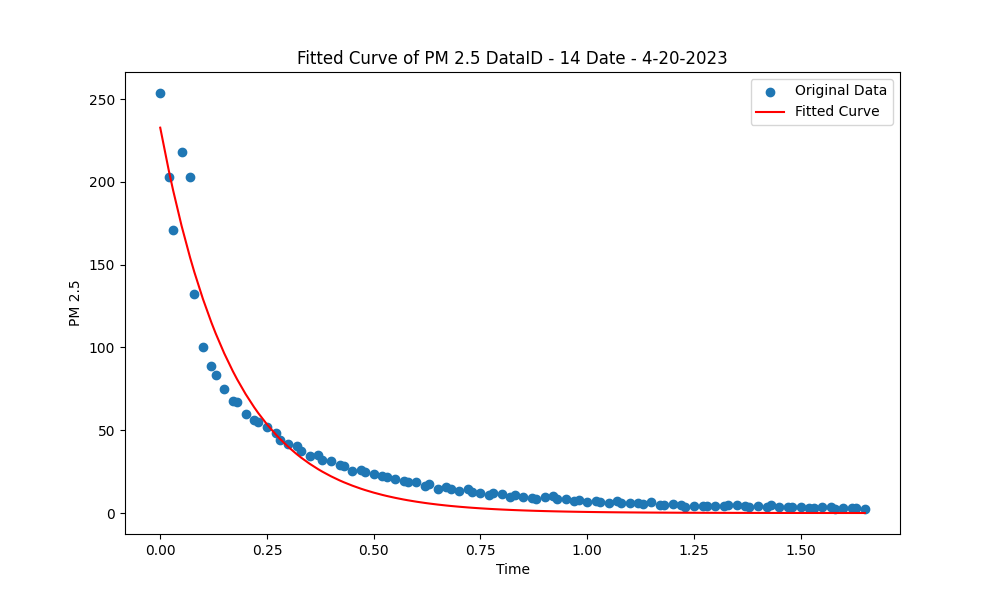 Fitted Curve of PM 2.5 DataID - 14 Date - 4-20-2023
Original Data
Fitted Curve
250
200
150
100
50
0
PM 2.5
0.00 0.25 0.50 0.75 1.00 1.25 1.50
Time